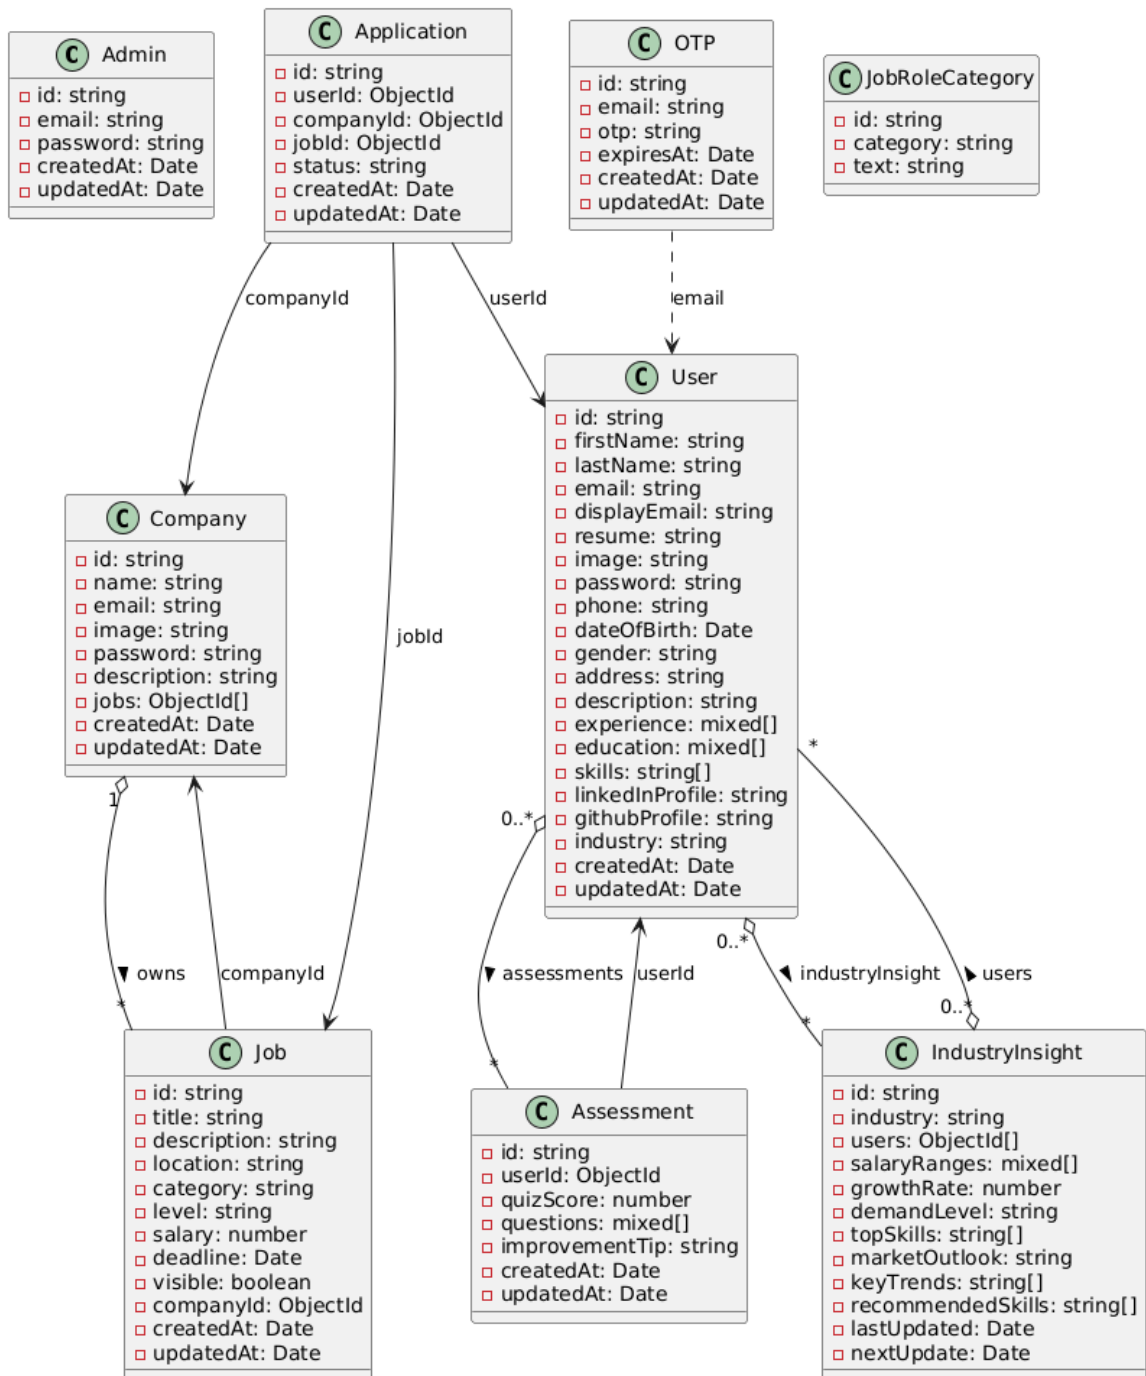 C Admin
id: string
email: string
password: string
createdAt: Date
updatedAt: Date
C Application
id: string
userId: ObjectId
companyId: ObjectId
jobId: ObjectId
status: string
createdAt: Date
updatedAt: Date
C OTP
id: string
email: string
otp: string
expiresAt: Date
createdAt: Date
updatedAt: Date
C JobRoleCategory
id: string
category: string
text: string
companyId
userId
email
C User
id: string
firstName: string
lastName: string
email: string
displayEmail: string
resume: string
image: string
password: string
phone: string
dateOfBirth: Date
gender: string
address: string
description: string
experience: mixed[]
education: mixed[]
skills: string[]
linkedInProfile: string
githubProfile: string
industry: string
createdAt: Date
updatedAt: Date
C Company
id: string
name: string
email: string
image: string
password: string
description: string
jobs: ObjectId[]
createdAt: Date
updatedAt: Date
jobId
*
1
0..*
0..*
owns
companyId
assessments
userId
industryInsight
users
*
*
*
0..*
C Job
id: string
title: string
description: string
location: string
category: string
level: string
salary: number
deadline: Date
visible: boolean
companyId: ObjectId
createdAt: Date
updatedAt: Date
C Assessment
id: string
userId: ObjectId
quizScore: number
questions: mixed[]
improvementTip: string
createdAt: Date
updatedAt: Date
C IndustryInsight
id: string
industry: string
users: ObjectId[]
salaryRanges: mixed[]
growthRate: number
demandLevel: string
topSkills: string[]
marketOutlook: string
keyTrends: string[]
recommendedSkills: string[]
lastUpdated: Date
nextUpdate: Date